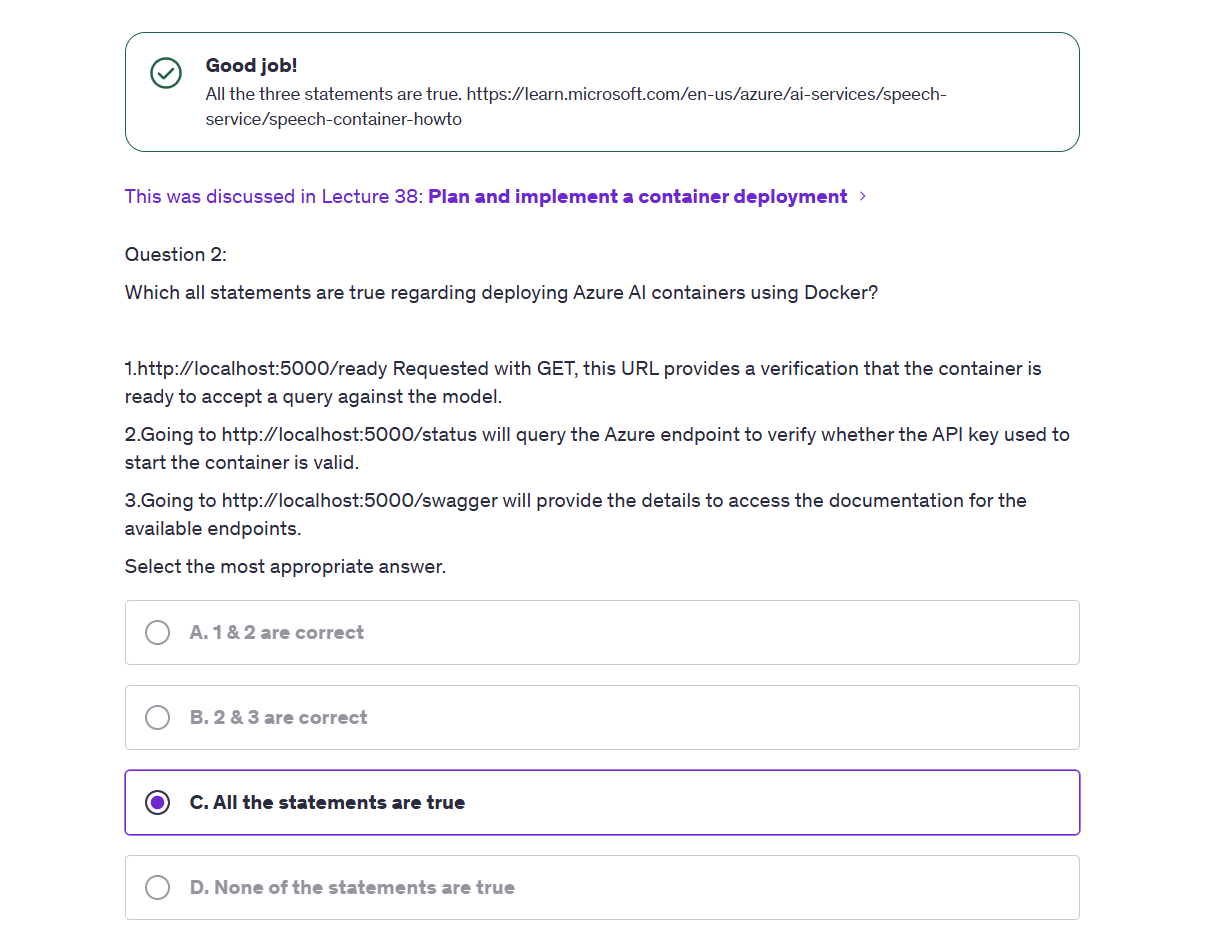 Good job!
All the three statements are true. https://learn.microsoft.com/en-us/azure/ai-services/speech-
service/speech-container-howto
This was discussed in Lecture 38: Plan and implement a container deployment
Question 2:
Which all statements are true regarding deploying Azure AI containers using Docker?
1.http://localhost:5000/ready Requested with GET, this URL provides a verification that the container is
ready to accept a query against the model.
2.Going to http://localhost:5000/status will query the Azure endpoint to verify whether the API key used to
start the container is valid.
3.Going to http://localhost:5000/swagger will provide the details to access the documentation for the
available endpoints.
Select the most appropriate answer.
A. 1 & 2 are correct
B. 2 & 3 are correct
C. All the statements are true
D. None of the statements are true